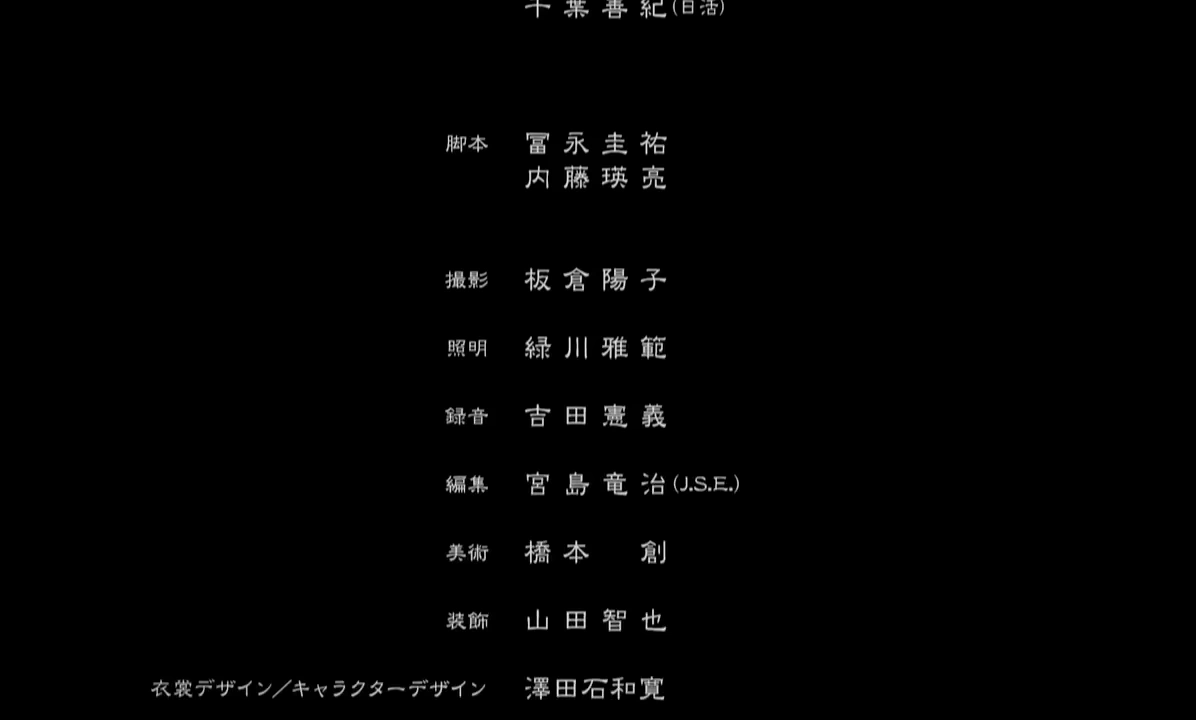 千葉善紀(日活)
脚本 冨永圭祐
内藤瑛亮
撮影 板倉陽子
照明 緑川雅範
録音 吉田憲義
編集 宮島竜治(J.S.E.)
美術 橋本 創
装飾 山田智也
衣裳デザイン／キャラクターデザイン 澤田石和寛